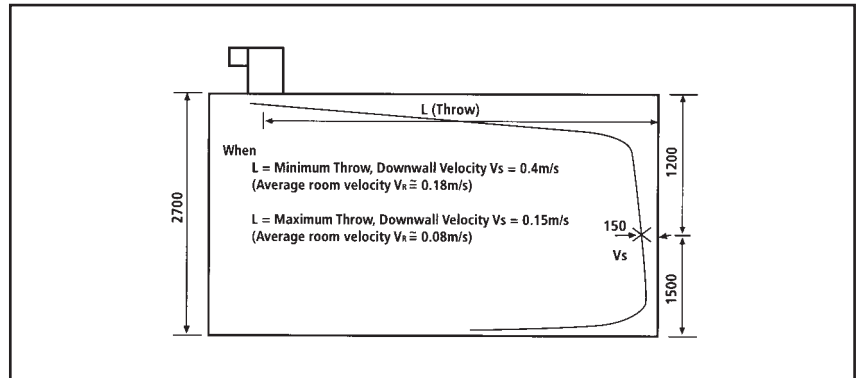 L (Throw)
When
L = Minimum Throw, Downwall Velocity Vs = 0.4m/s
(Average room velocity VR ≅ 0.18m/s)
L = Maximum Throw, Downwall Velocity Vs = 0.15m/s
(Average room velocity VR ≅ 0.08m/s)
2700
1200
150
Vs
1500